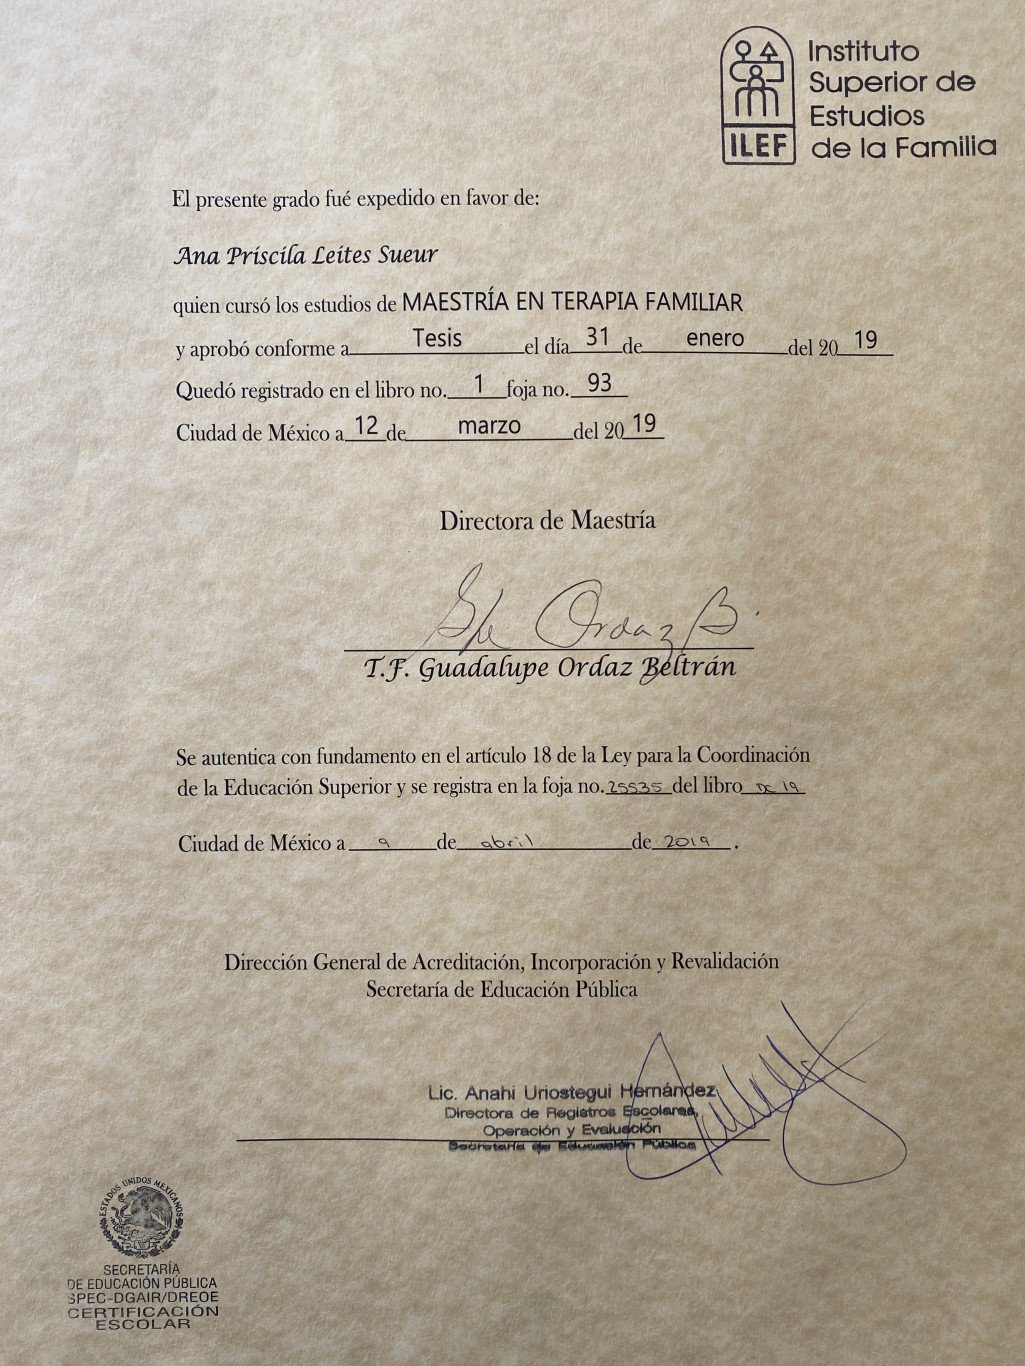 ILEF
Instituto
Superior de
Estudios
de la Familia
El presente grado fué expedido en favor de:
Ana Priscila Leites Sueur
quien cursó los estudios de MAESTRÍA EN TERAPIA FAMILIAR
y aprobó conforme a Tesis el día 31 de enero del 2019
Quedó registrado en el libro no. 1 foja no. 93
Ciudad de México a 12 de marzo del 2019
Directora de Maestría
Gpe Ordaz B.
T.F. Guadalupe Ordaz Beltrán
Se autentica con fundamento en el artículo 18 de la Ley para la Coordinación
de la Educación Superior y se registra en la foja no. 25535 del libro DC 19
Ciudad de México a 9 de abril de 2019.
Dirección General de Acreditación, Incorporación y Revalidación
Secretaría de Educación Pública
Lic. Anahi Uriostegui Hernández
Directora de Registros Escolares,
Operación y Evaluación
Secretaría de Educación Pública
ESTADOS UNIDOS MEXICANOS
SECRETARÍA
DE EDUCACIÓN PÚBLICA
SPEC-DGAIR/DREOE
CERTIFICACIÓN
ESCOLAR